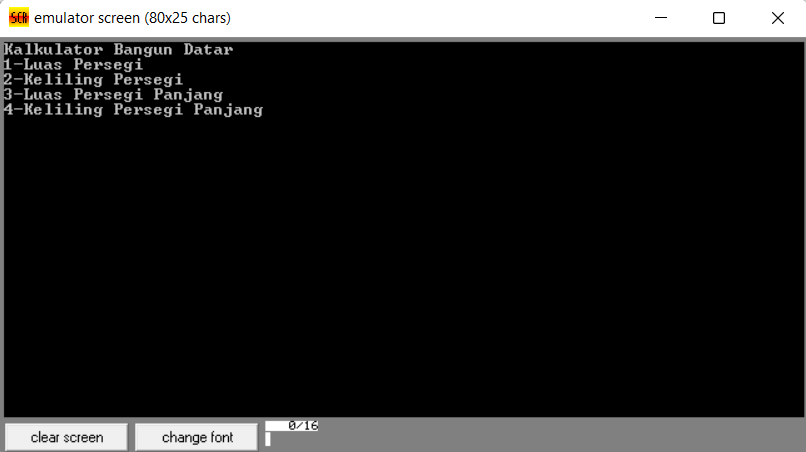 SCR emulator screen (80x25 chars)
Kalkulator Bangun Datar
1-Luas Persegi
2-Keliling Persegi
3-Luas Persegi Panjang
4-Keliling Persegi Panjang
clear screen change font 0/16